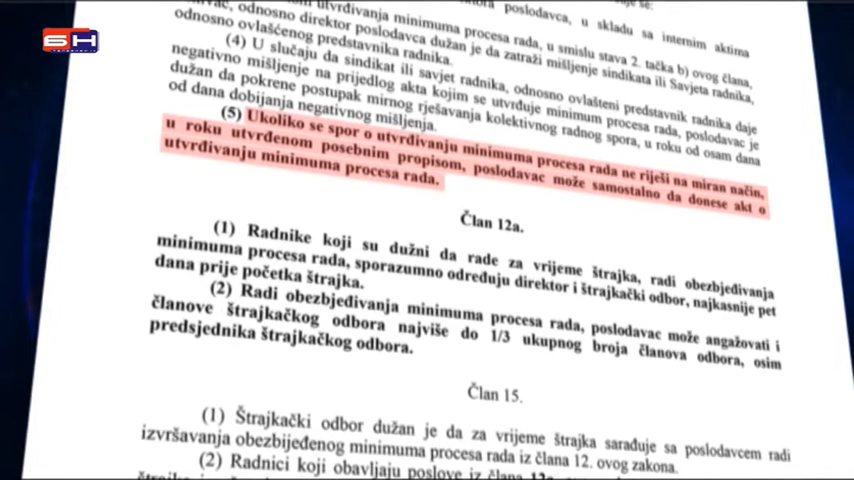 БН
poslodavca, u skladu sa internim aktima
utvrđivanja minimuma procesa rada, u smislu stava 2. tačka b) ovog člana,
odnosno direktor poslodavca dužan je da zatraži mišljenje sindikata ili Savjeta radnika,
odnosno ovlašćenog predstavnika radnika.
(4) U slučaju da sindikat ili savjet radnika, odnosno ovlašteni predstavnik radnika daje
negativno mišljenje na prijedlog akta kojim se utvrđuje minimum procesa rada, poslodavac je
dužan da pokrene postupak mirnog rješavanja kolektivnog radnog spora, u roku od osam dana
od dana dobijanja negativnog mišljenja.
(5) Ukoliko se spor o utvrđivanju minimuma procesa rada ne riješi na miran način,
u roku utvrđenom posebnim propisom, poslodavac može samostalno da donese akt o
utvrđivanju minimuma procesa rada.
Član 12a.
(1) Radnike koji su dužni da rade za vrijeme štrajka, radi obezbjeđivanja
minimuma procesa rada, sporazumno određuju direktor i štrajkački odbor, najkasnije pet
dana prije početka štrajka.
(2) Radi obezbjeđivanja minimuma procesa rada, poslodavac može angažovati i
članove štrajkačkog odbora najviše do 1/3 ukupnog broja članova odbora, osim
predsjednika štrajkačkog odbora.
Član 15.
(1) Štrajkački odbor dužan je da za vrijeme štrajka sarađuje sa poslodavcem radi
izvršavanja obezbijeđenog minimuma procesa rada iz člana 12. ovog zakona.
(2) Radnici koji obavljaju poslove iz člana 12a.